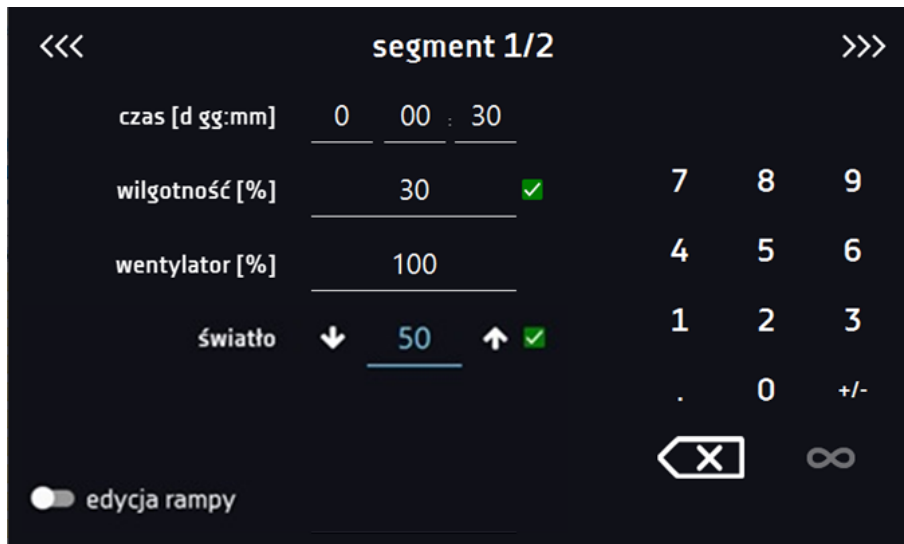 <<< segment 1/2 >>>
czas [d gg:mm] 0 00 : 30
wilgotność [%] 30
wentylator [%] 100
światło 50
7 8 9
4 5 6
1 2 3
. 0 +/-
X ∞
edycja rampy